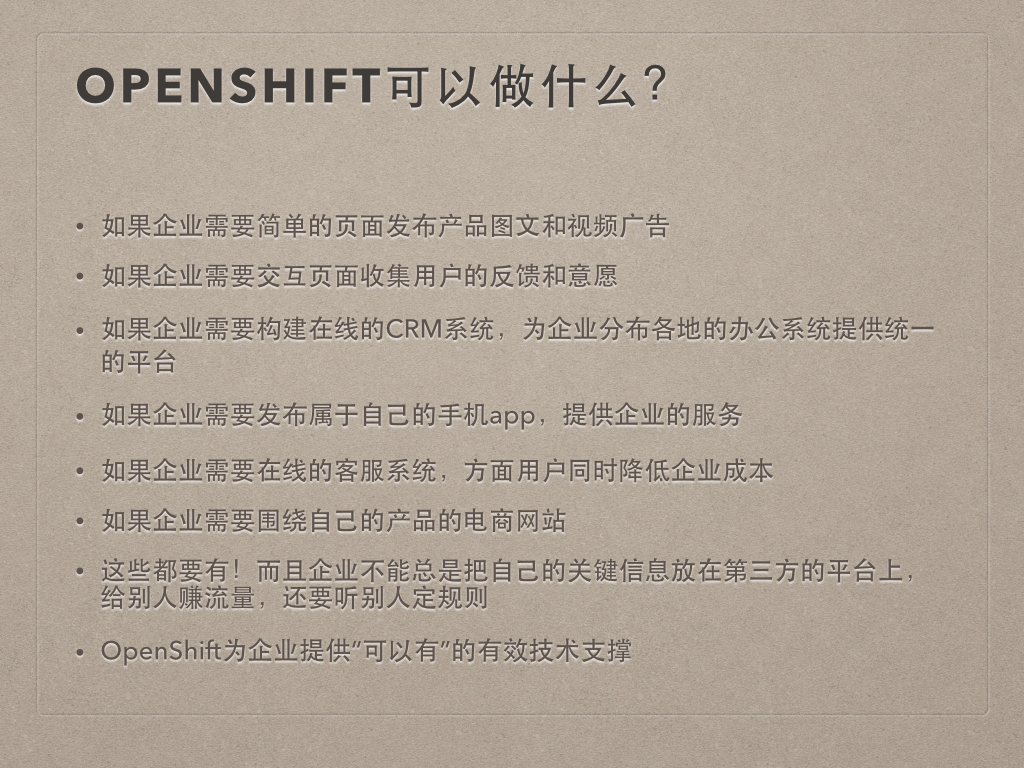 OPENSHIFT可以做什么？
• 如果企业需要简单的页面发布产品图文和视频广告
• 如果企业需要交互页面收集用户的反馈和意愿
• 如果企业需要构建在线的CRM系统，为企业分布各地的办公系统提供统一
的平台
• 如果企业需要发布属于自己的手机app，提供企业的服务
• 如果企业需要在线的客服系统，方面用户同时降低企业成本
• 如果企业需要围绕自己的产品的电商网站
• 这些都要有！而且企业不能总是把自己的关键信息放在第三方的平台上，
给别人赚流量，还要听别人定规则
• OpenShift为企业提供"可以有"的有效技术支撑